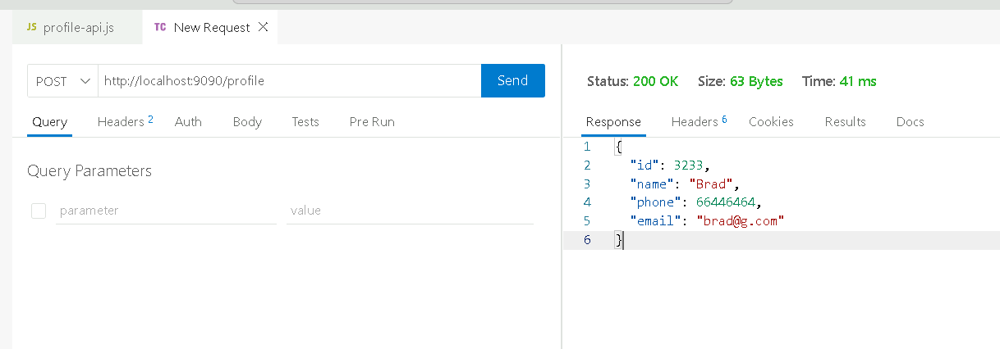 JS profile-api.js TC New Request
POST http://localhost:9090/profile Send
Query Headers 2 Auth Body Tests Pre Run
Query Parameters
parameter value
Status: 200 OK Size: 63 Bytes Time: 41 ms
Response Headers 6 Cookies Results Docs
1 {
2 "id": 3233,
3 "name": "Brad",
4 "phone": 66446464,
5 "email": "brad@g.com"
6 }